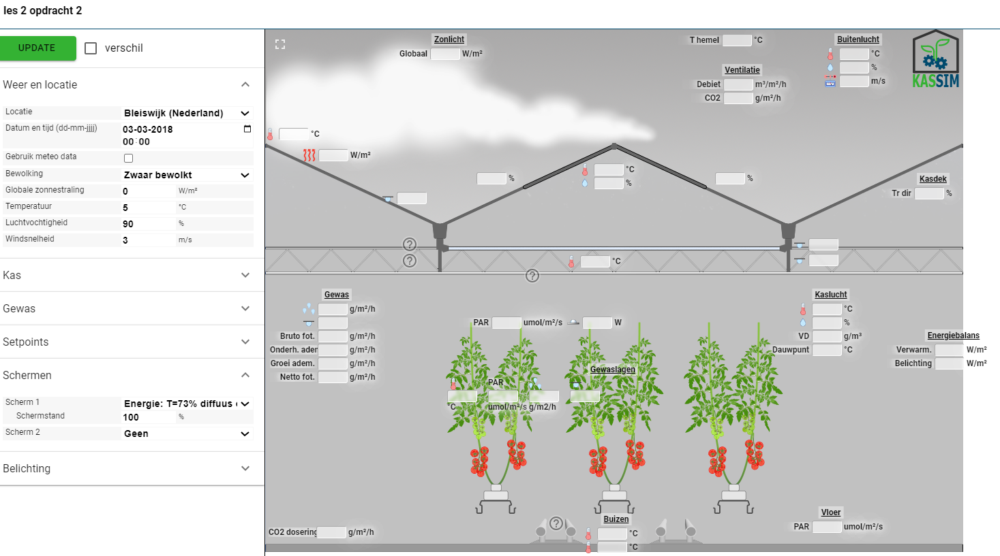 les 2 opdracht 2
UPDATE
verschil
Weer en locatie
Locatie Bleiswijk (Nederland)
Datum en tijd (dd-mm-jjjj) 03-03-2018
00:00
Gebruik meteo data
Bewolking Zwaar bewolkt
Globale zonnestraling 0 W/m²
Temperatuur 5 °C
Luchtvochtigheid 90 %
Windsnelheid 3 m/s
Kas
Gewas
Setpoints
Schermen
Scherm 1 Energie: T=73% diffuus
Schermstand 100 %
Scherm 2 Geen
Belichting
Zonlicht
Globaal W/m²
T hemel °C
Ventilatie
Debiet m³/m²/h
CO2 g/m²/h
Buitenlucht
°C
%
m/s
KASSIM
°C
W/m²
%
°C
%
%
Kasdek
Tr dir %
?
?
°C
?
Gewas
g/m²/h
Bruto fot. g/m²/h
Onderh. adem g/m²/h
Groei adem. g/m²/h
Netto fot. g/m²/h
PAR umol/m²/s W
Gewaslagen
PAR
°C umol/m²/s g/m2/h
Kaslucht
°C
%
VD g/m³
Dauwpunt °C
Energiebalans
Verwarm. W/m²
Belichting W/m²
CO2 dosering g/m²/h
?
Buizen
°C
°C
Vloer
PAR umol/m²/s